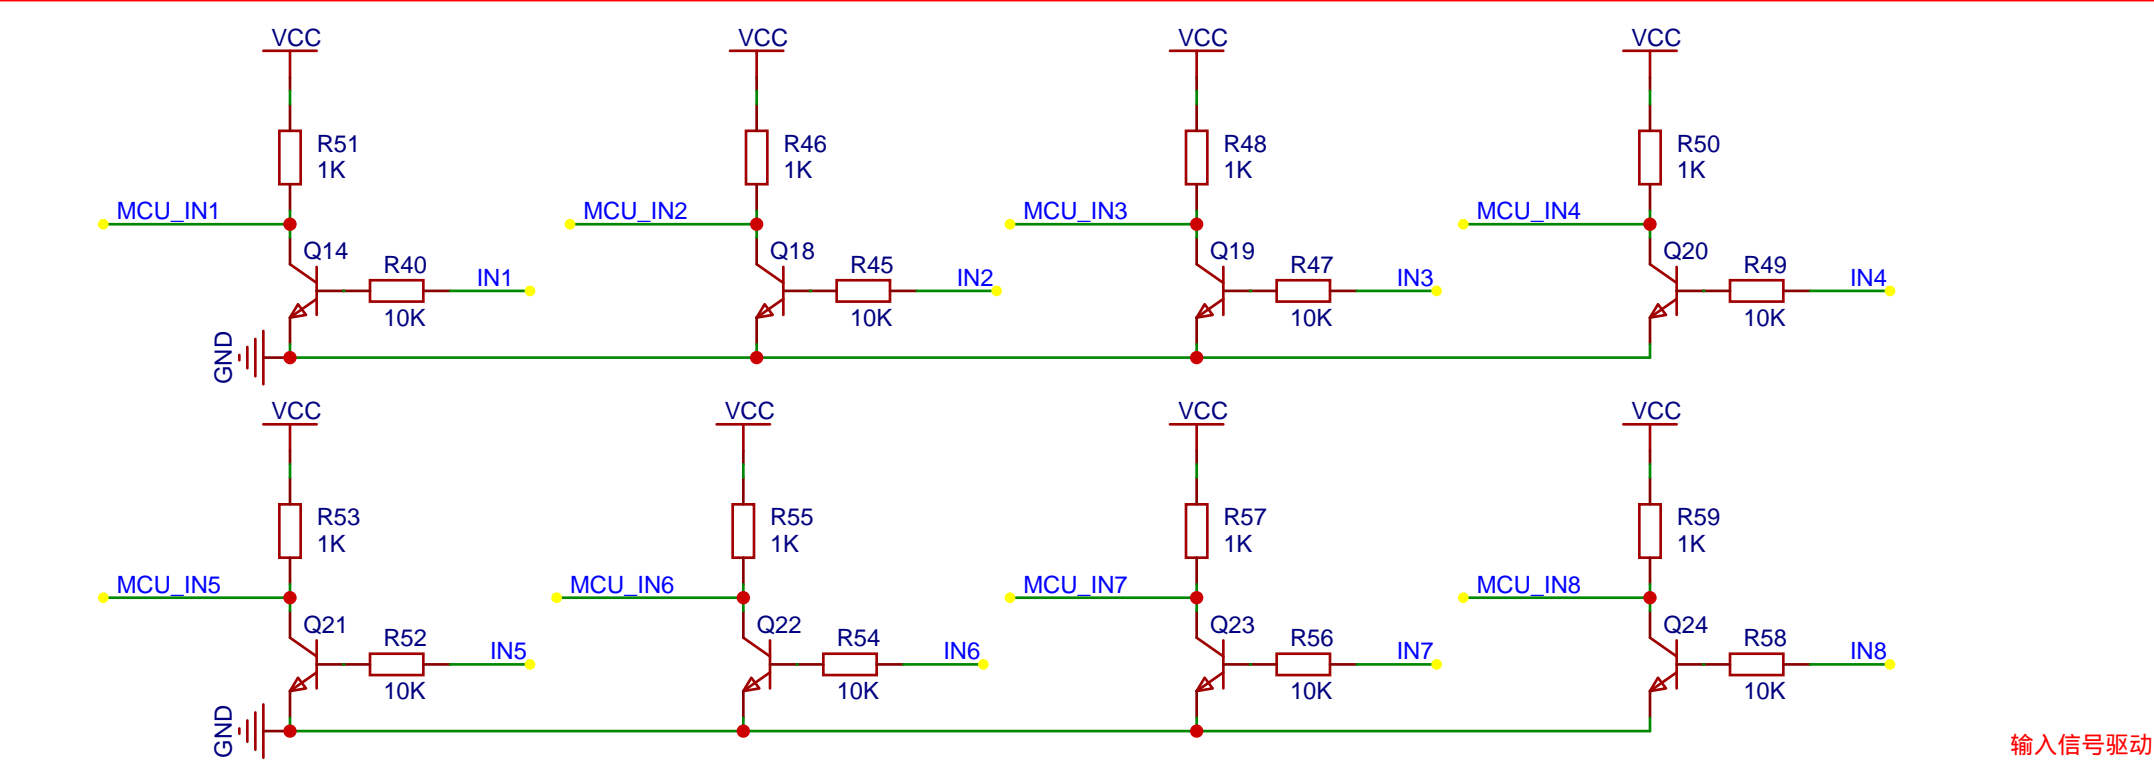 VCC VCC VCC VCC
R51 R46 R48 R50
1K 1K 1K 1K
MCU_IN1 MCU_IN2 MCU_IN3 MCU_IN4
Q14 Q18 Q19 Q20
R40 IN1 R45 IN2 R47 IN3 R49 IN4
10K 10K 10K 10K
GND
VCC VCC VCC VCC
R53 R55 R57 R59
1K 1K 1K 1K
MCU_IN5 MCU_IN6 MCU_IN7 MCU_IN8
Q21 Q22 Q23 Q24
R52 IN5 R54 IN6 R56 IN7 R58 IN8
10K 10K 10K 10K
GND
输入信号驱动